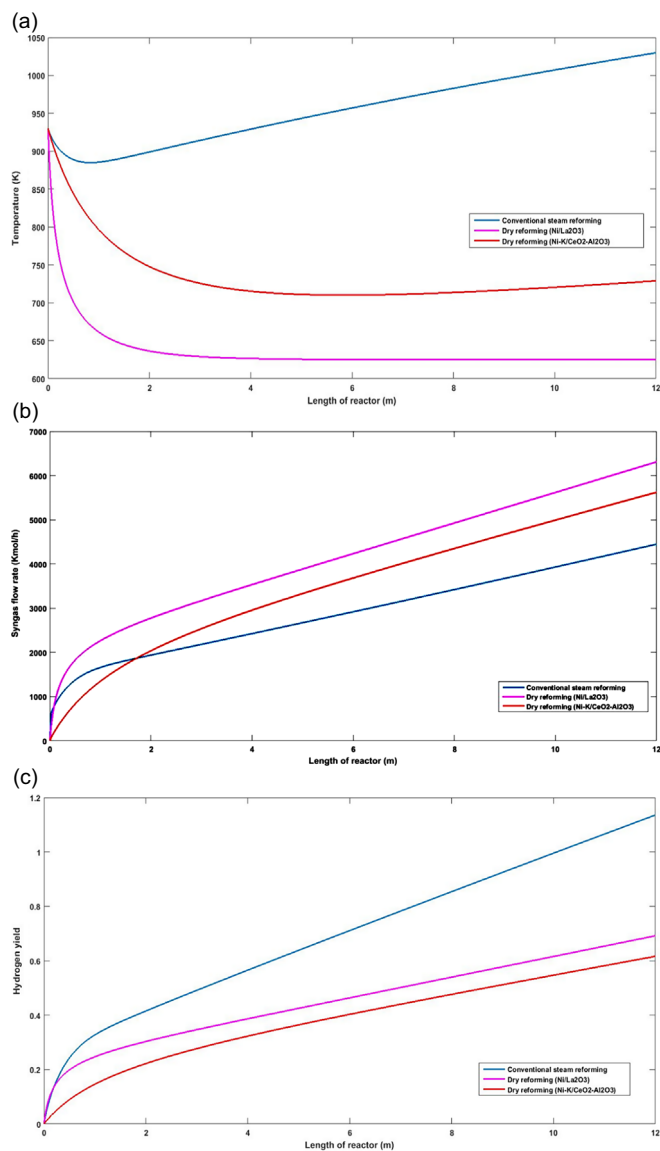 (a)
1050
1000
950
900
850
800
750
700
650
600
Temperature (K)
Conventional steam reforming
Dry reforming (Ni/La2O3)
Dry reforming (Ni-K/CeO2-Al2O3)
0 2 4 6 8 10 12
Length of reactor (m)
(b)
7000
6000
5000
4000
3000
2000
1000
0
Syngas flow rate (Kmol/h)
Conventional steam reforming
Dry reforming (Ni/La2O3)
Dry reforming (Ni-K/CeO2-Al2O3)
0 2 4 6 8 10 12
Length of reactor (m)
(c)
1.2
1
0.8
0.6
0.4
0.2
0
Hydrogen yield
Conventional steam reforming
Dry reforming (Ni/La2O3)
Dry reforming (Ni-K/CeO2-Al2O3)
0 2 4 6 8 10 12
Length of reactor (m)